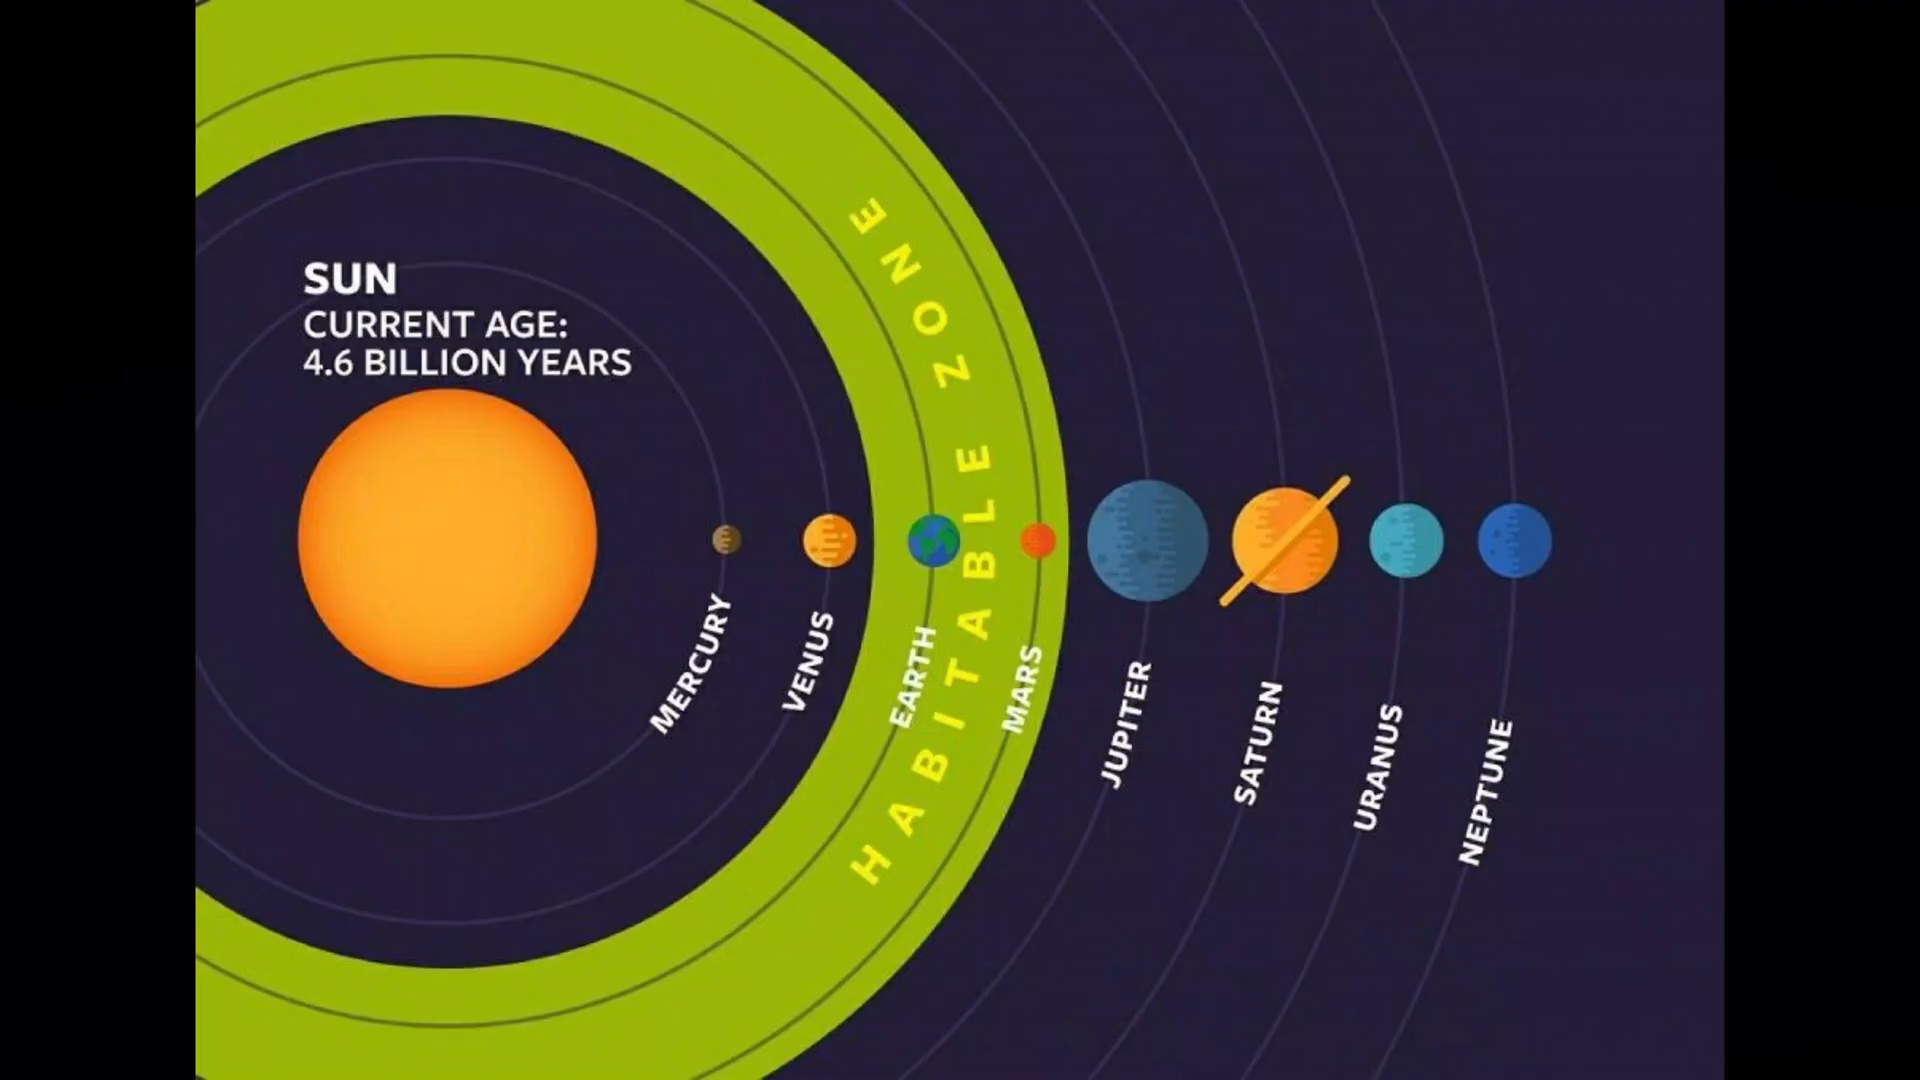 SUN
CURRENT AGE:
4.6 BILLION YEARS
HABITABLE ZONE
MERCURY
VENUS
EARTH
MARS
JUPITER
SATURN
URANUS
NEPTUNE